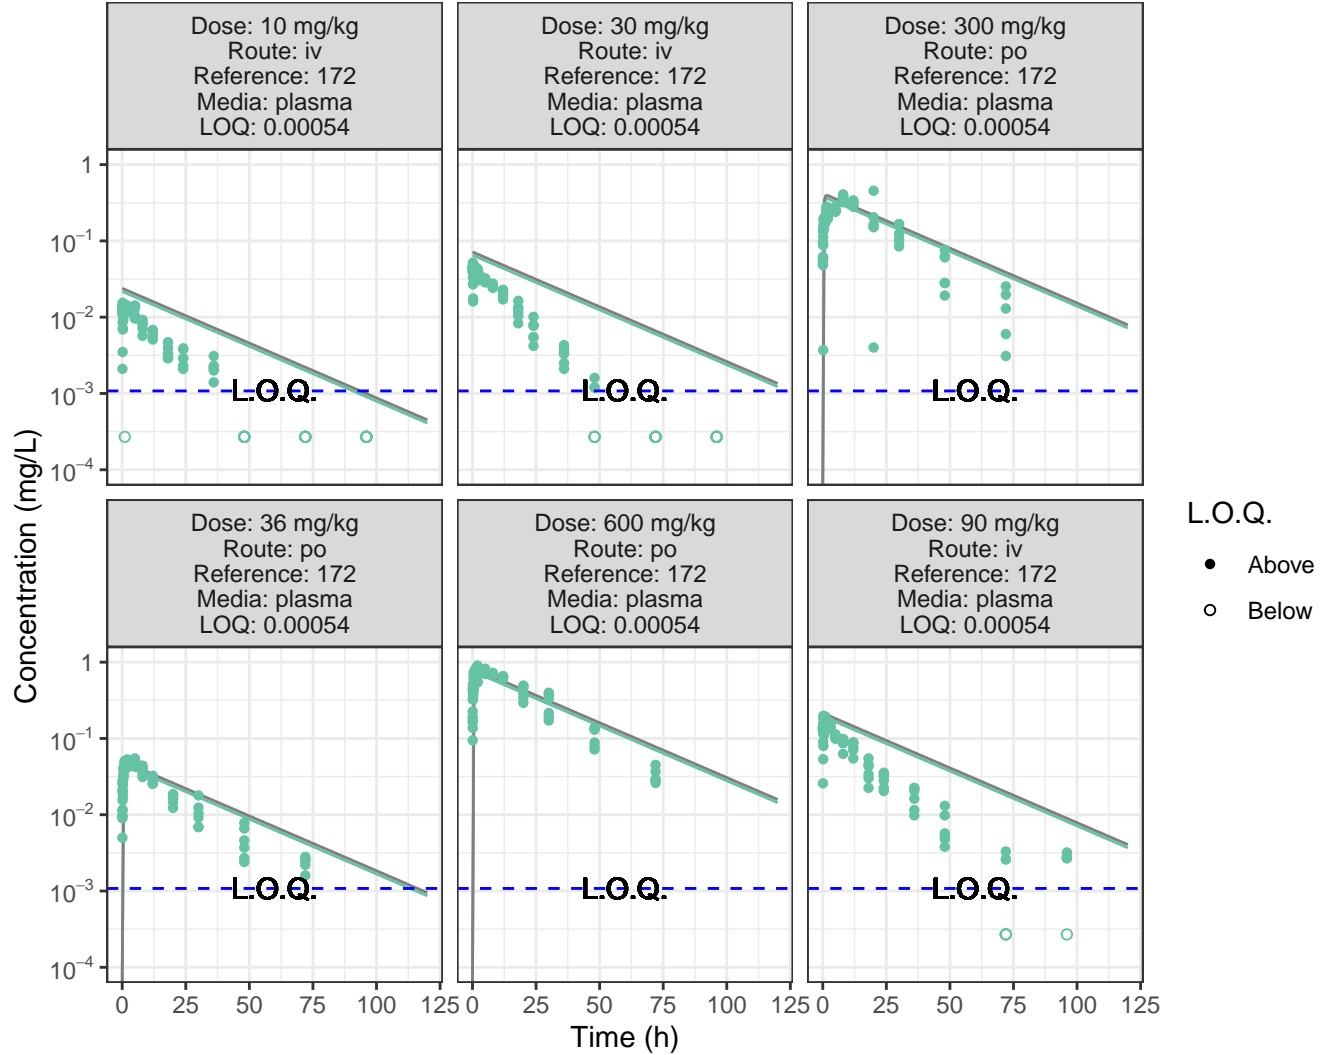 Dose: 10 mg/kg
Route: iv
Reference: 172
Media: plasma
LOQ: 0.00054
Dose: 30 mg/kg
Route: iv
Reference: 172
Media: plasma
LOQ: 0.00054
Dose: 300 mg/kg
Route: po
Reference: 172
Media: plasma
LOQ: 0.00054
1
10⁻¹
10⁻²
10⁻³
10⁻⁴
L.O.Q.
L.O.Q.
L.O.Q.
Dose: 36 mg/kg
Route: po
Reference: 172
Media: plasma
LOQ: 0.00054
Dose: 600 mg/kg
Route: po
Reference: 172
Media: plasma
LOQ: 0.00054
Dose: 90 mg/kg
Route: iv
Reference: 172
Media: plasma
LOQ: 0.00054
1
10⁻¹
10⁻²
10⁻³
10⁻⁴
L.O.Q.
L.O.Q.
L.O.Q.
0 25 50 75 100 125
0 25 50 75 100 125
0 25 50 75 100 125
Time (h)
Concentration (mg/L)
L.O.Q.
Above
Below